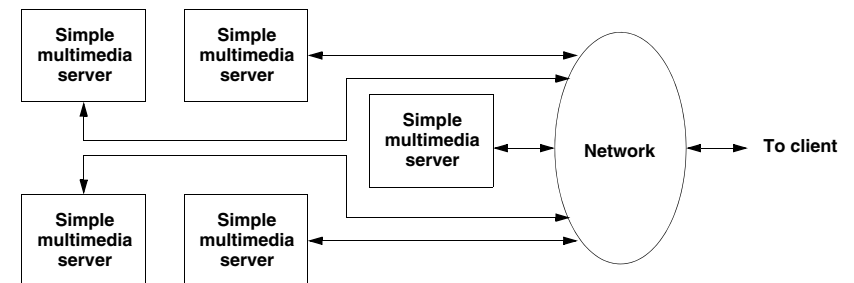 Simple
multimedia
server
Simple
multimedia
server
Simple
multimedia
server
Network
To client
Simple
multimedia
server
Simple
multimedia
server